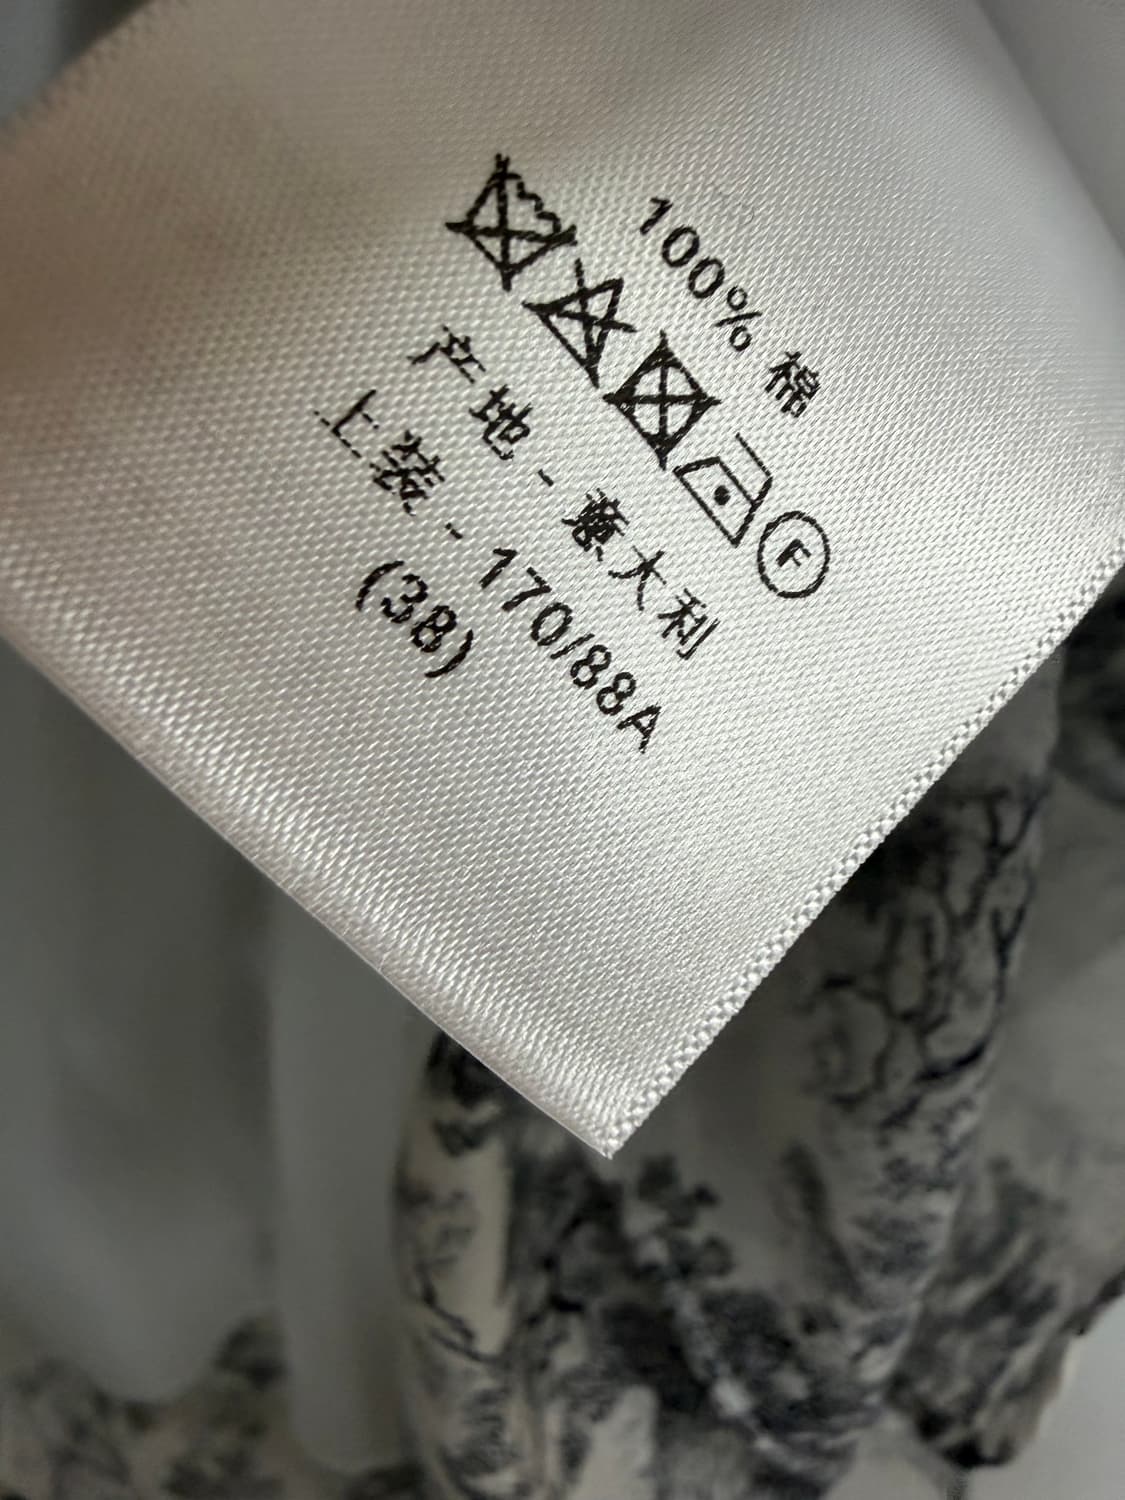 100% 棉
F
产地 - 意大利
上装 - 170/88A
(38)